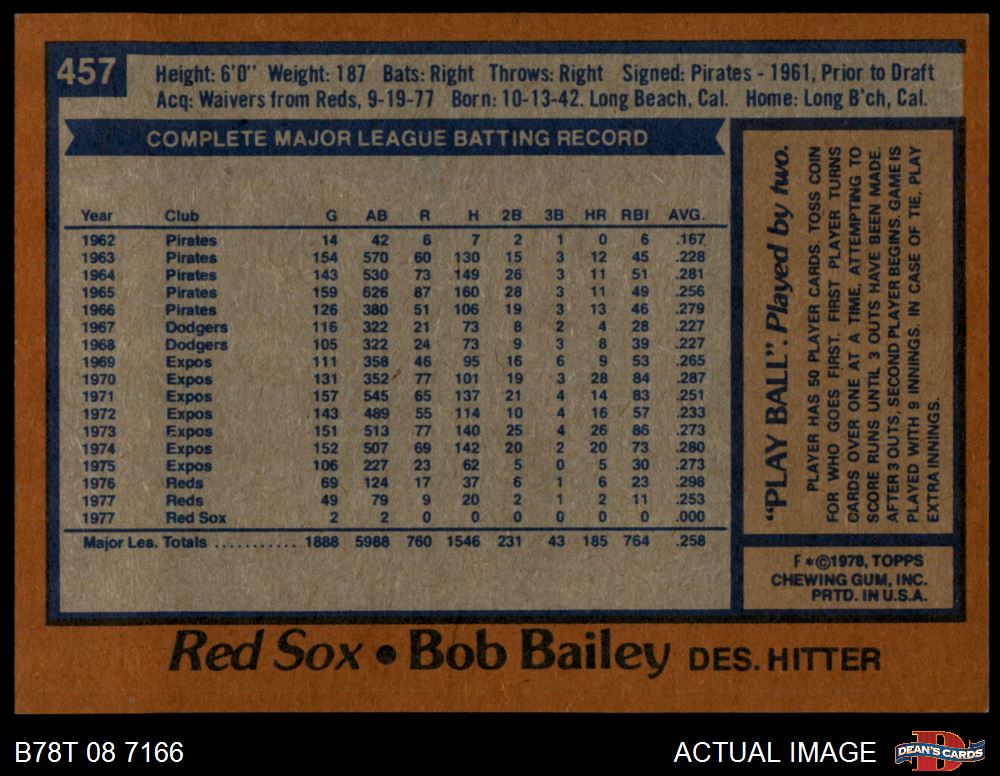 457
Height: 6'0" Weight: 187 Bats: Right Throws: Right Signed: Pirates - 1961, Prior to Draft
Acq: Waivers from Reds, 9-19-77 Born: 10-13-42. Long Beach, Cal. Home: Long B'ch, Cal.
COMPLETE MAJOR LEAGUE BATTING RECORD
Year Club G AB R H 2B 3B HR RBI AVG.
1962 Pirates 14 42 6 7 2 1 0 6 .167
1963 Pirates 154 570 60 130 15 3 12 45 .228
1964 Pirates 143 530 73 149 26 3 11 51 .281
1965 Pirates 159 626 87 160 28 3 11 49 .256
1966 Pirates 126 380 51 106 19 3 13 46 .279
1967 Dodgers 116 322 21 73 8 2 4 28 .227
1968 Dodgers 105 322 24 73 9 3 8 39 .227
1969 Expos 111 358 46 95 16 6 9 53 .265
1970 Expos 131 352 77 101 19 3 28 84 .287
1971 Expos 157 545 65 137 21 4 14 83 .251
1972 Expos 143 489 55 114 10 4 16 57 .233
1973 Expos 151 513 77 140 25 4 26 86 .273
1974 Expos 152 507 69 142 20 2 20 73 .280
1975 Expos 106 227 23 62 5 0 5 30 .273
1976 Reds 69 124 17 37 6 1 6 23 .298
1977 Reds 49 79 9 20 2 1 2 11 .253
1977 Red Sox 2 2 0 0 0 0 0 0 .000
Major Lea. Totals ........... 1888 5988 760 1546 231 43 185 764 .258
"PLAY BALL". Played by two.
PLAYER HAS 50 PLAYER CARDS. TOSS COIN
FOR WHO GOES FIRST. FIRST PLAYER TURNS
CARDS OVER ONE AT A TIME, ATTEMPTING TO
SCORE RUNS UNTIL 3 OUTS HAVE BEEN MADE.
AFTER 3 OUTS, SECOND PLAYER BEGINS. GAME IS
PLAYED WITH 9 INNINGS. IN CASE OF TIE, PLAY
EXTRA INNINGS.
F*©1978, TOPPS
CHEWING GUM, INC.
PRTD. IN U.S.A.
Red Sox • Bob Bailey DES. HITTER
B78T 08 7166
ACTUAL IMAGE
DEAN'S CARDS